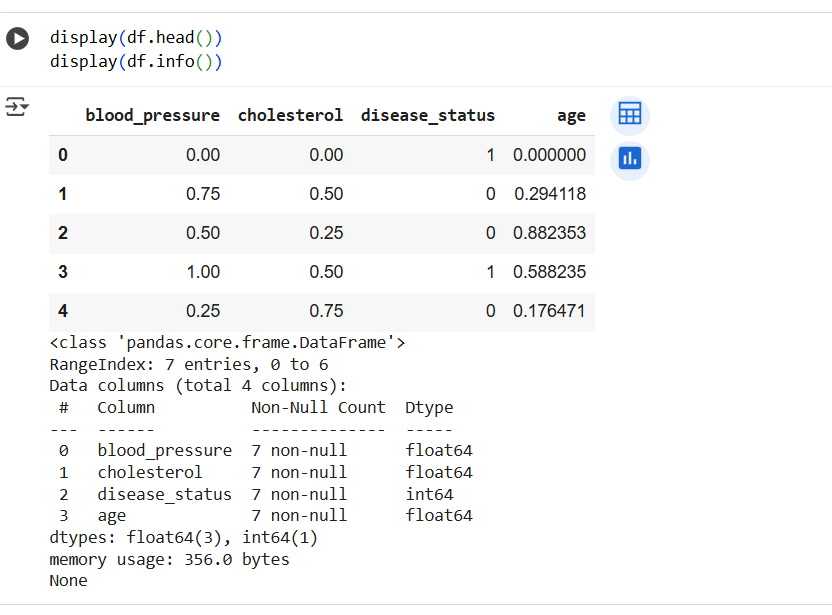 display(df.head())
display(df.info())
blood_pressure cholesterol disease_status age
0 0.00 0.00 1 0.000000
1 0.75 0.50 0 0.294118
2 0.50 0.25 0 0.882353
3 1.00 0.50 1 0.588235
4 0.25 0.75 0 0.176471
<class 'pandas.core.frame.DataFrame'>
RangeIndex: 7 entries, 0 to 6
Data columns (total 4 columns):
# Column Non-Null Count Dtype
--- ------ -------------- -----
0 blood_pressure 7 non-null float64
1 cholesterol 7 non-null float64
2 disease_status 7 non-null int64
3 age 7 non-null float64
dtypes: float64(3), int64(1)
memory usage: 356.0 bytes
None